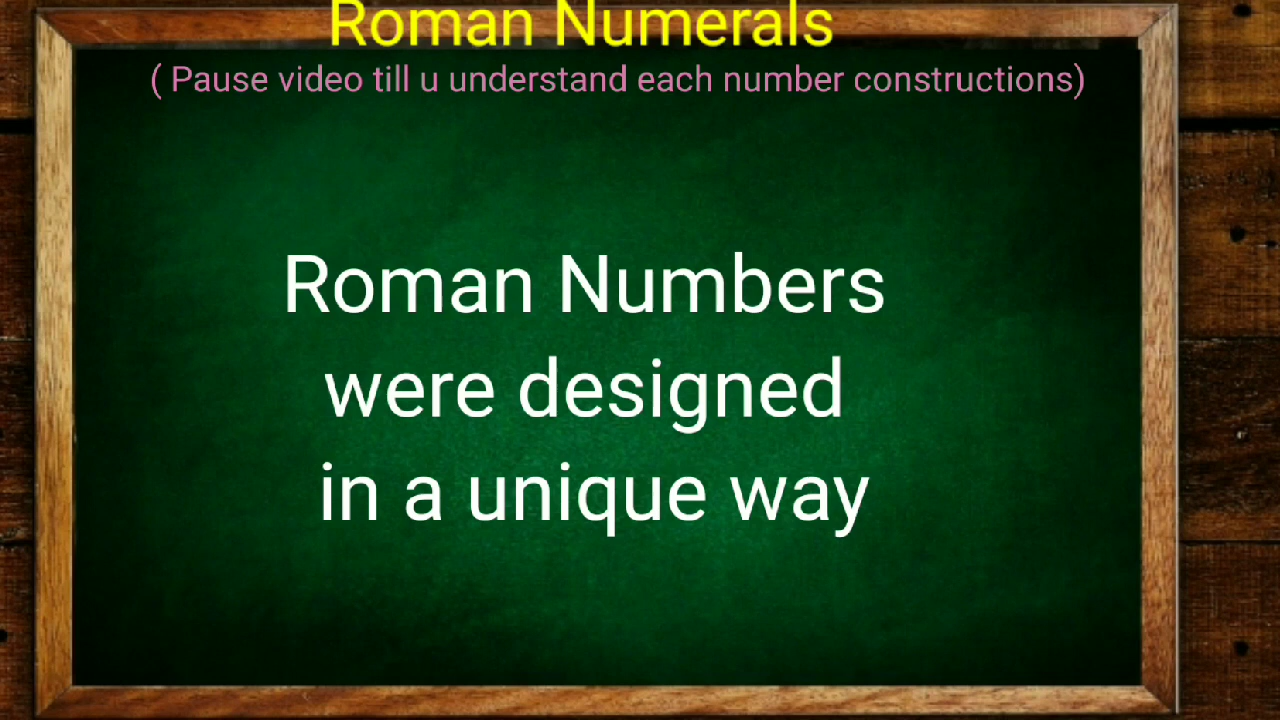 Roman Numerals
( Pause video till u understand each number constructions)
Roman Numbers
were designed
in a unique way